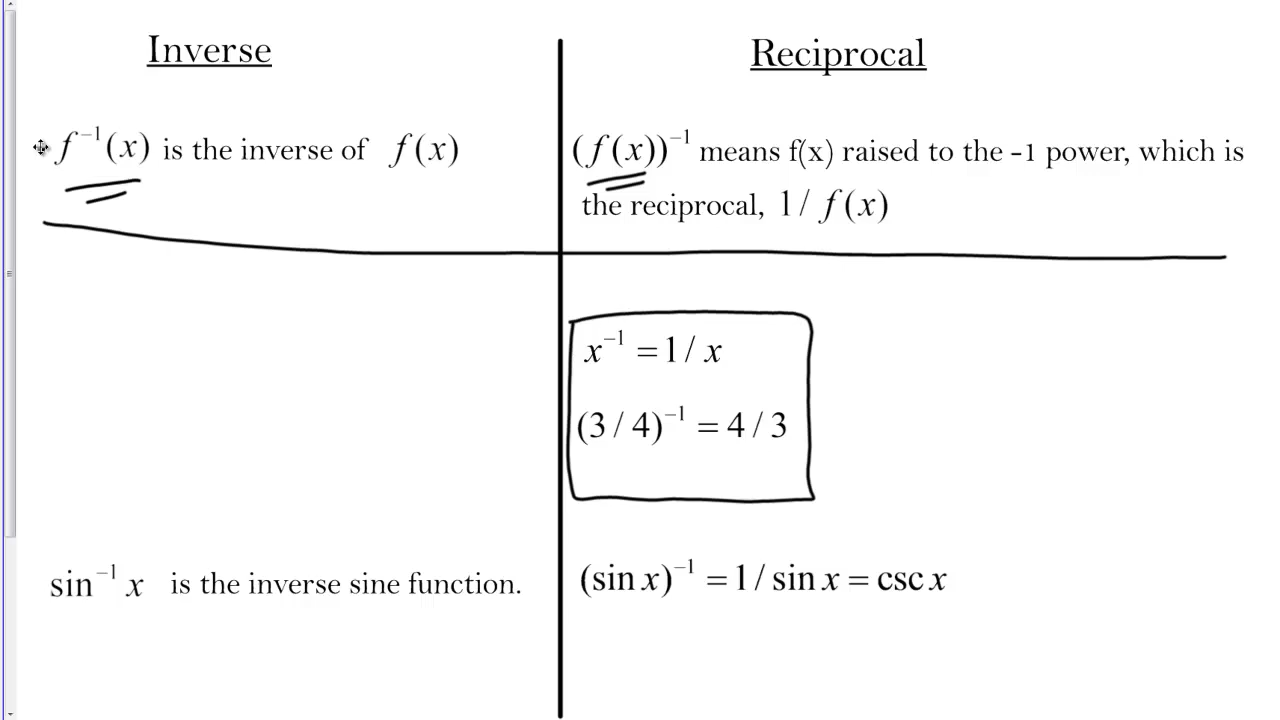 Inverse
Reciprocal
f⁻¹(x) is the inverse of f(x)
(f(x))⁻¹ means f(x) raised to the -1 power, which is
the reciprocal, 1 / f(x)
x⁻¹ = 1 / x
(3 / 4)⁻¹ = 4 / 3
sin⁻¹ x is the inverse sine function.
(sin x)⁻¹ = 1 / sin x = csc x